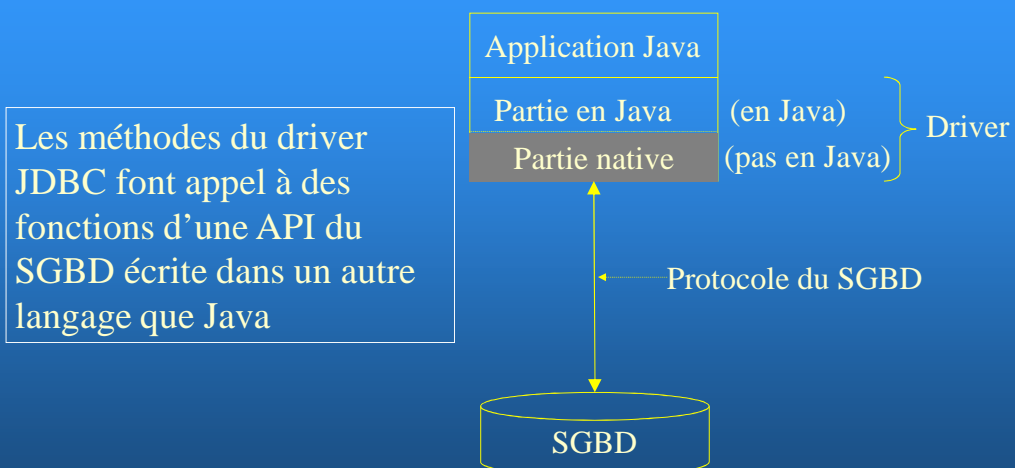 Application Java
Partie en Java
(en Java)
Driver
Partie native
(pas en Java)
Les méthodes du driver
JDBC font appel à des
fonctions d’une API du
SGBD écrite dans un autre
langage que Java
Protocole du SGBD
SGBD